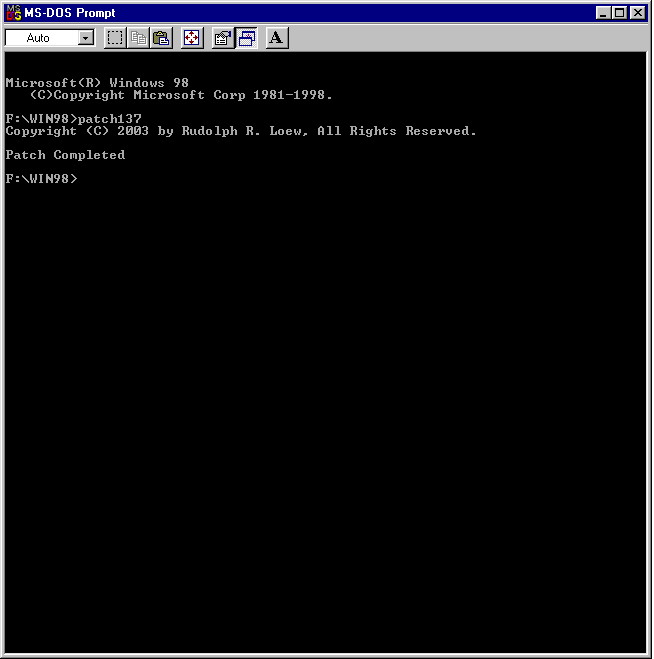 MS-DOS Prompt
Auto
A
Microsoft(R) Windows 98
(C)Copyright Microsoft Corp 1981-1998.
F:\WIN98>patch137
Copyright (C) 2003 by Rudolph R. Loew, All Rights Reserved.
Patch Completed
F:\WIN98>